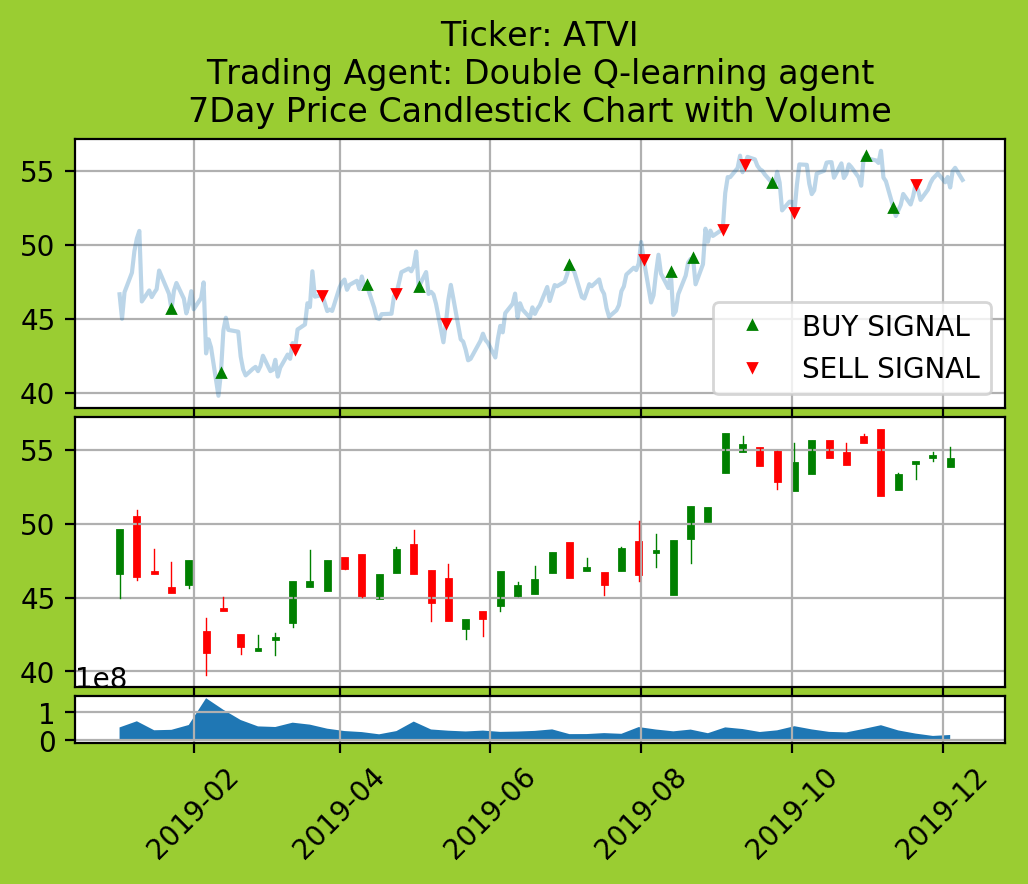 Ticker: ATVI
Trading Agent: Double Q-learning agent
7Day Price Candlestick Chart with Volume
55
50
45
40
BUY SIGNAL
SELL SIGNAL
55
50
45
40
1e8
1
0
2019-02
2019-04
2019-06
2019-08
2019-10
2019-12